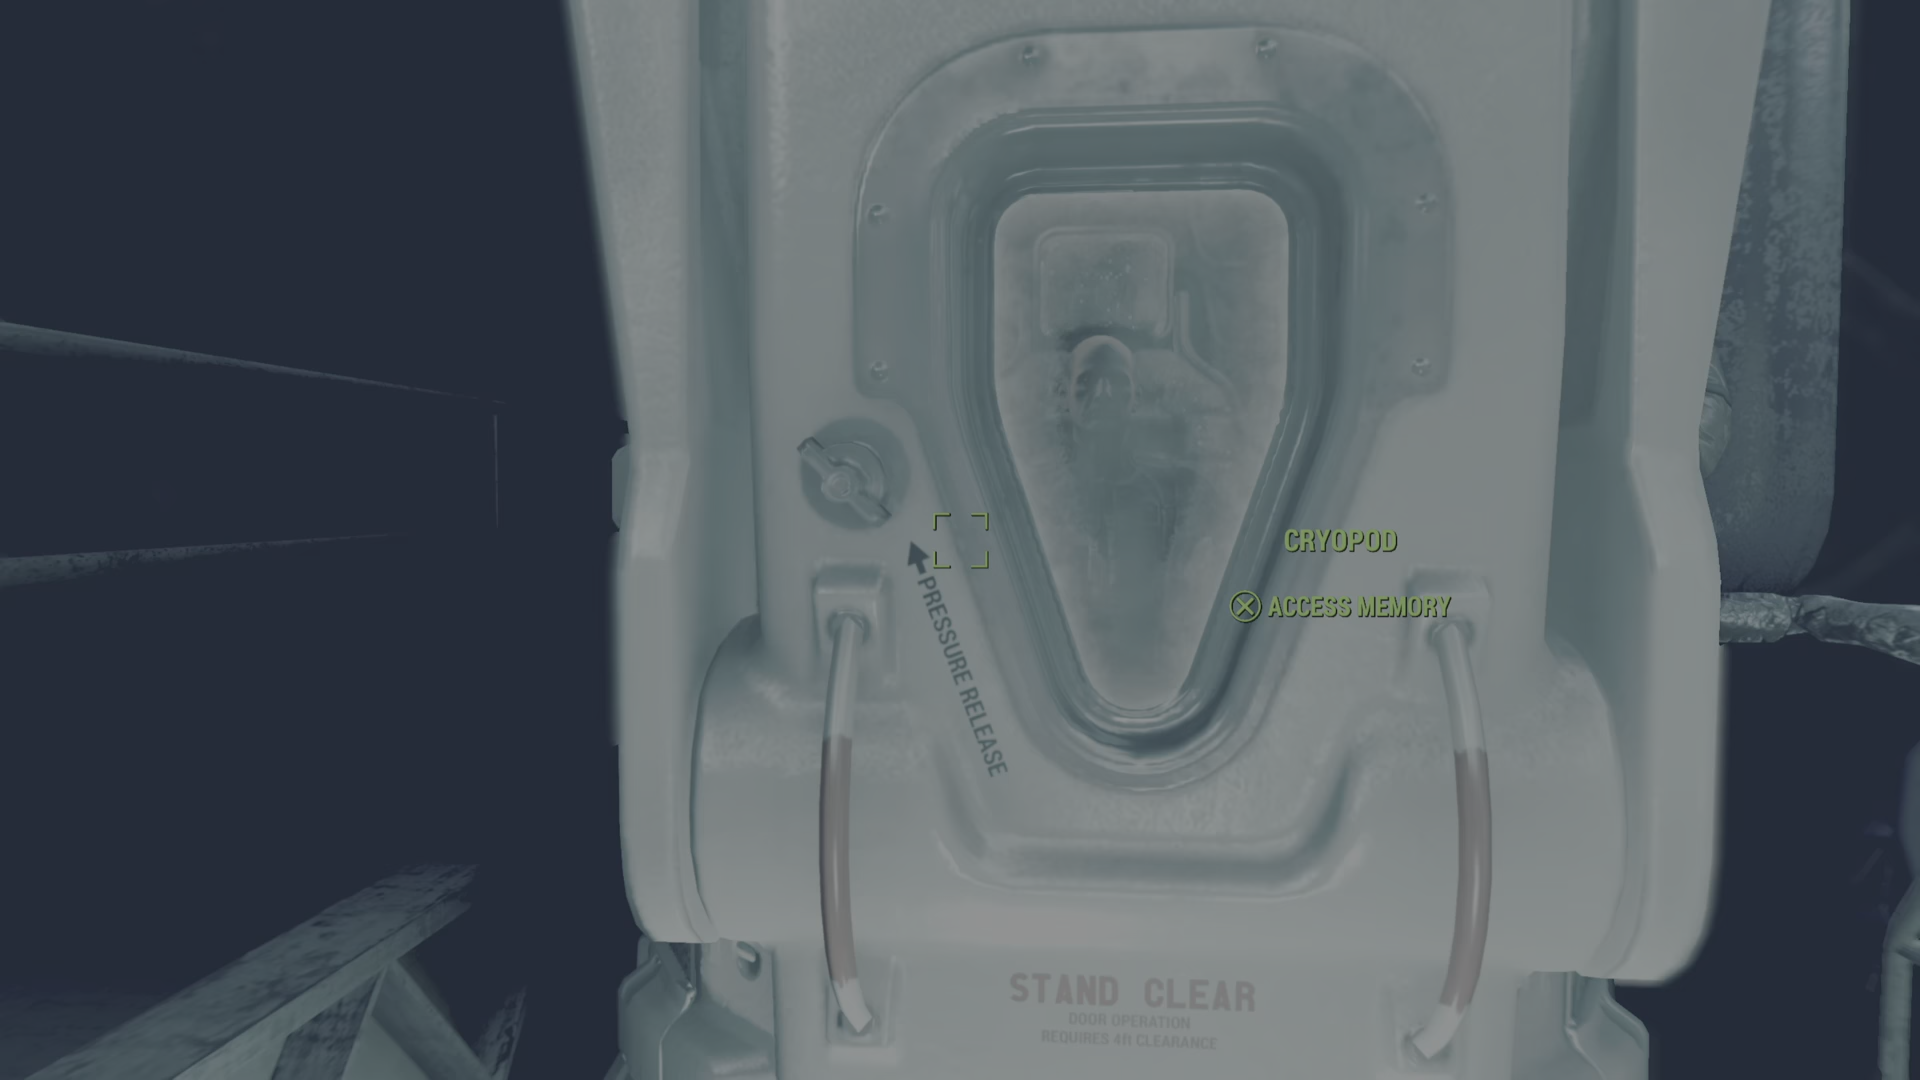 CRYOPOD
ACCESS MEMORY
PRESSURE RELEASE
STAND CLEAR
DOOR OPERATION
REQUIRES 4ft CLEARANCE